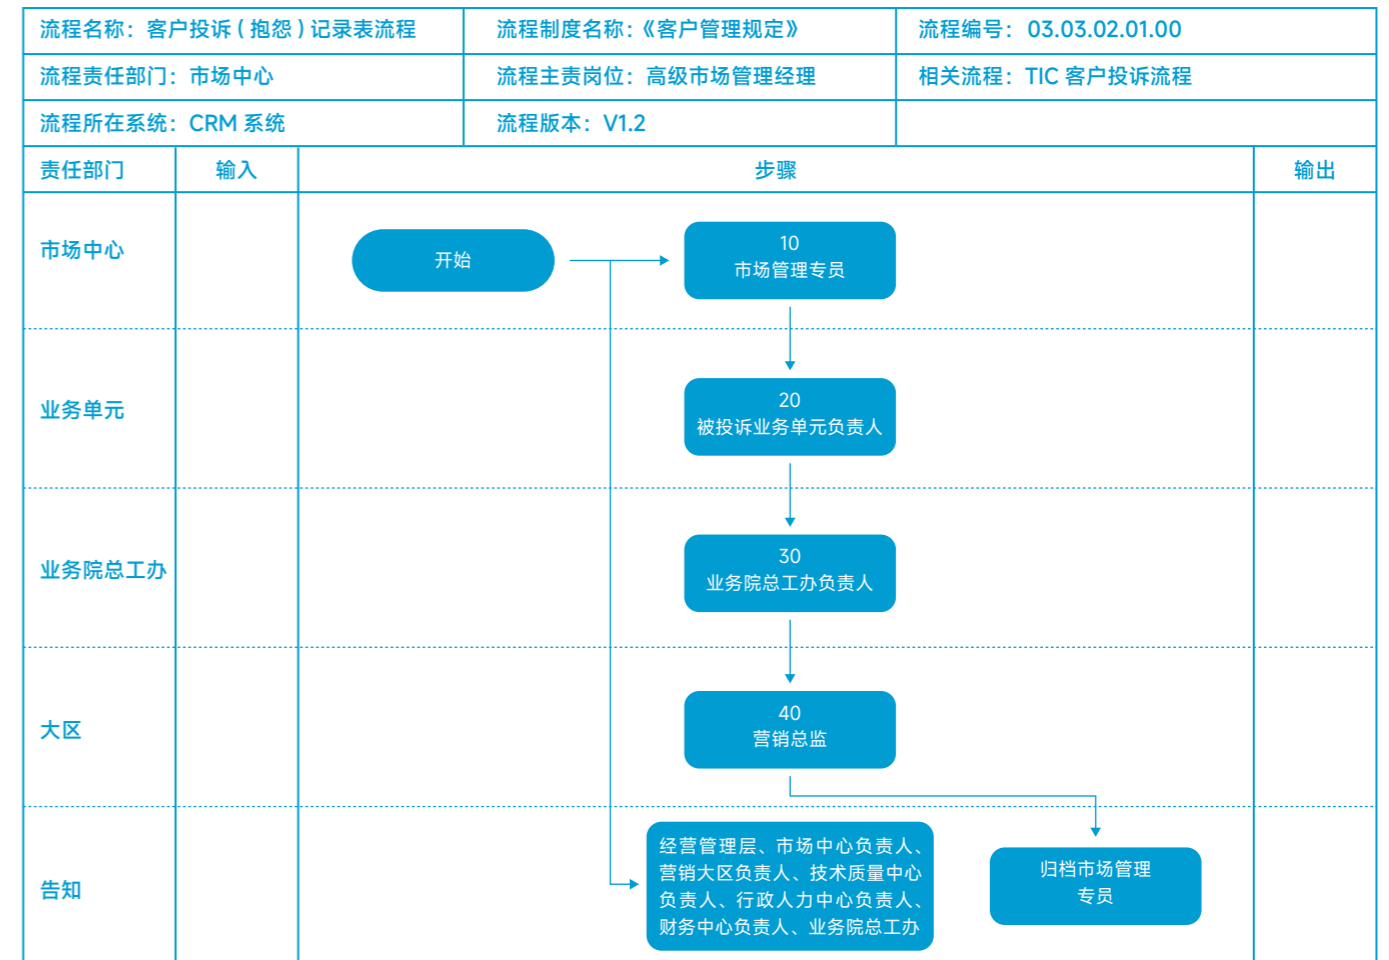 流程名称：客户投诉(抱怨)记录表流程
流程制度名称：《客户管理规定》
流程编号：03.03.02.01.00
流程责任部门：市场中心
流程主责岗位：高级市场管理经理
相关流程：TIC 客户投诉流程
流程所在系统：CRM 系统
流程版本：V1.2
责任部门
输入
步骤
输出
市场中心
开始
10
市场管理专员
业务单元
20
被投诉业务单元负责人
业务院总工办
30
业务院总工办负责人
大区
40
营销总监
告知
经营管理层、市场中心负责人、
营销大区负责人、技术质量中心
负责人、行政人力中心负责人、
财务中心负责人、业务院总工办
归档市场管理
专员